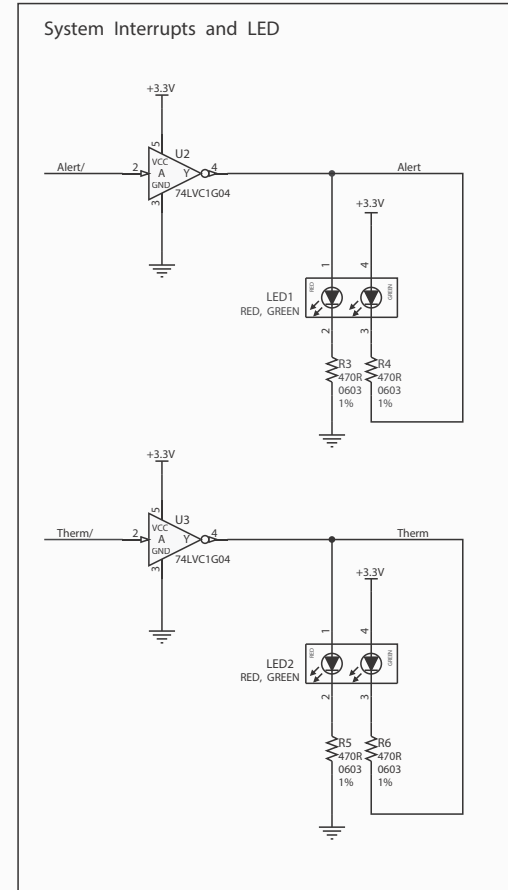 System Interrupts and LED
+3.3V
5
U2
VCC
Alert/
2
A
Y
4
Alert
GND
74LVC1G04
3
+3.3V
1
4
RED
GREEN
LED1
RED, GREEN
2
3
R3
R4
470R
470R
0603
0603
1%
1%
+3.3V
5
U3
VCC
Therm/
2
A
Y
4
Therm
GND
74LVC1G04
3
+3.3V
1
4
RED
GREEN
LED2
RED, GREEN
2
3
R5
R6
470R
470R
0603
0603
1%
1%